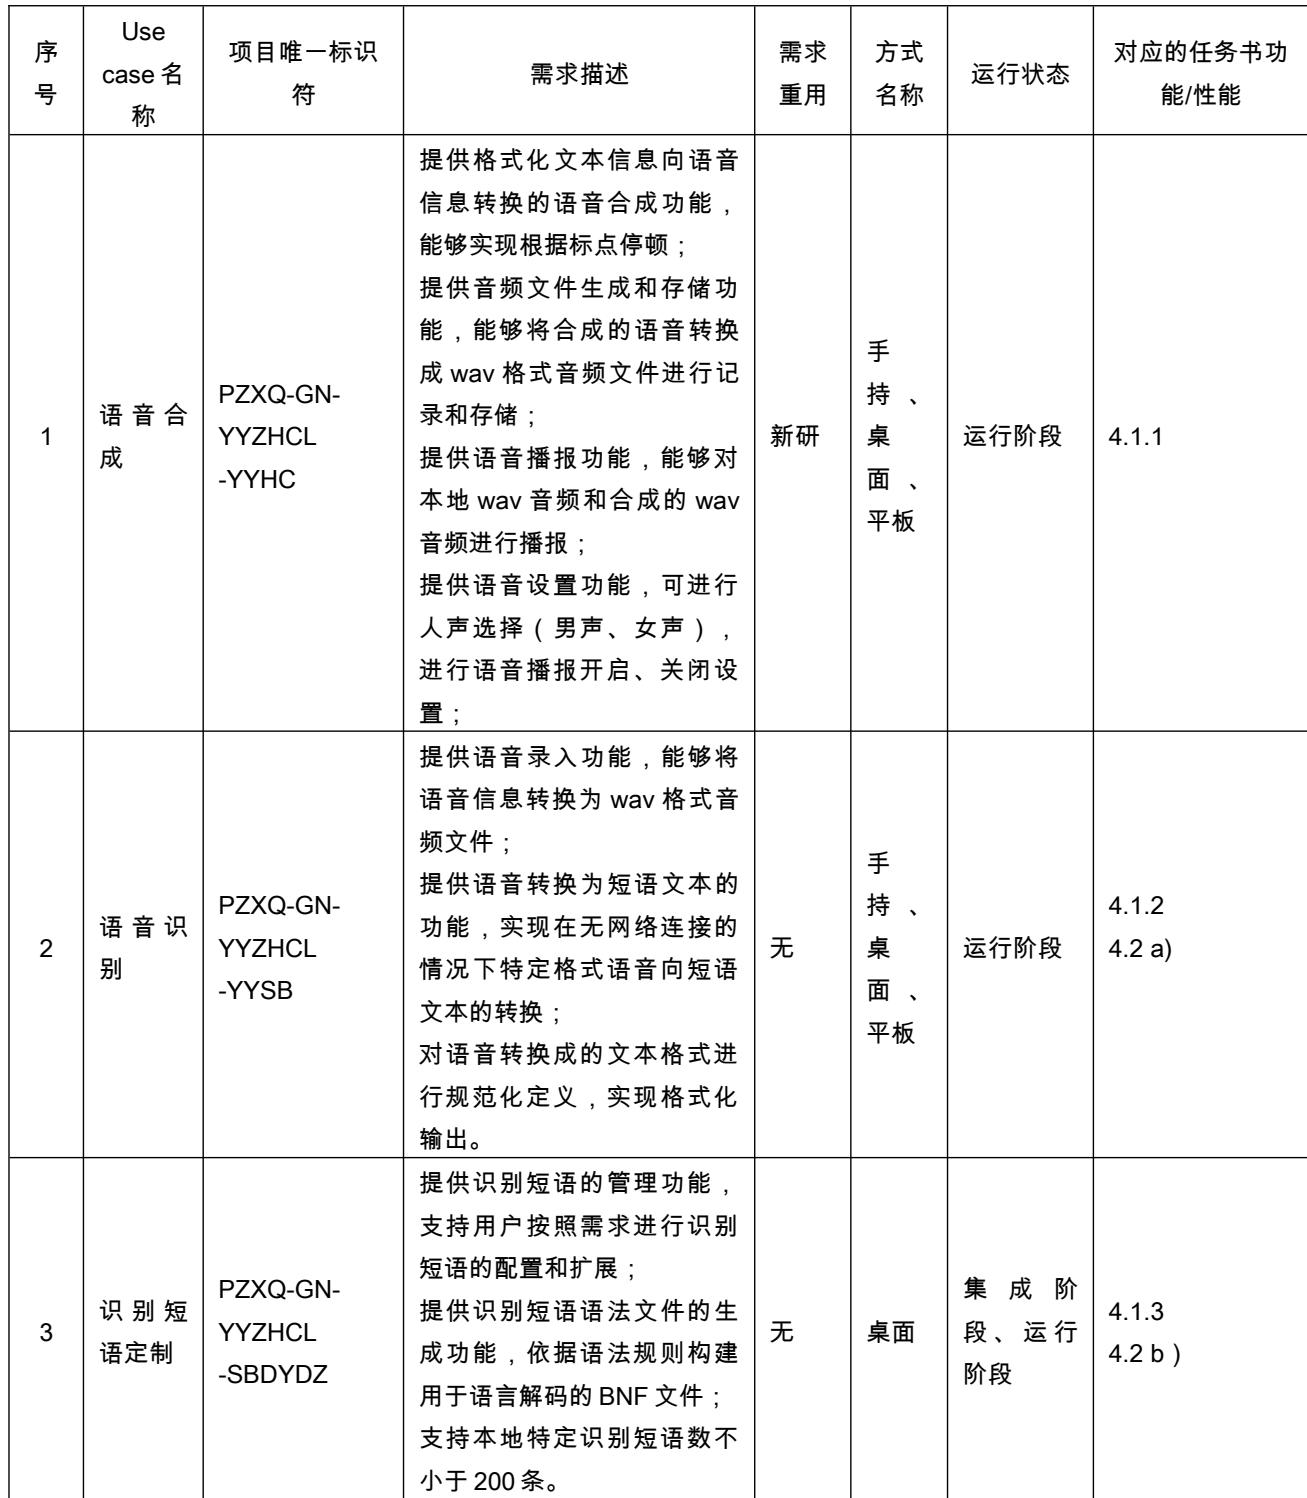 序号
Use case 名称
项目唯一标识符
需求描述
需求重用
方式名称
运行状态
对应的任务书功能/性能
1
语音合成
PZXQ-GN-
YYZHCL
-YYHC
提供格式化文本信息向语音
信息转换的语音合成功能，
能够实现根据标点停顿；
提供音频文件生成和存储功
能，能够将合成的语音转换
成 wav 格式音频文件进行记
录和存储；
提供语音播报功能，能够对
本地 wav 音频和合成的 wav
音频进行播报；
提供语音设置功能，可进行
人声选择（男声、女声），
进行语音播报开启、关闭设
置；
新研
手
持、
桌
面、
平板
运行阶段
4.1.1
2
语音识
别
PZXQ-GN-
YYZHCL
-YYSB
提供语音录入功能，能够将
语音信息转换为 wav 格式音
频文件；
提供语音转换为短语文本的
功能，实现在无网络连接的
情况下特定格式语音向短语
文本的转换；
对语音转换成的文本格式进
行规范化定义，实现格式化
输出。
无
手
持、
桌
面、
平板
运行阶段
4.1.2
4.2 a)
3
识别短
语定制
PZXQ-GN-
YYZHCL
-SBDYDZ
提供识别短语的管理功能，
支持用户按照需求进行识别
短语的配置和扩展；
提供识别短语语法文件的生
成功能，依据语法规则构建
用于语言解码的 BNF 文件；
支持本地特定识别短语数不
小于 200 条。
无
桌面
集成阶
段、运行
阶段
4.1.3
4.2 b）